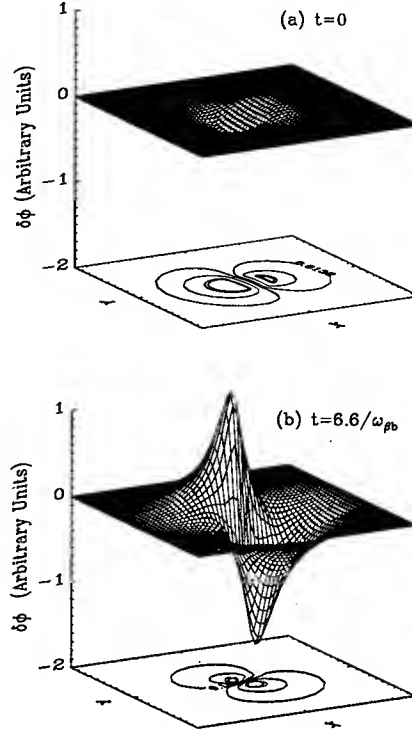 (a) t=0
1
0
−1
−2
δϕ (Arbitrary Units)
(b) t=6.6/ω_βb
1
0
−1
−2
δϕ (Arbitrary Units)